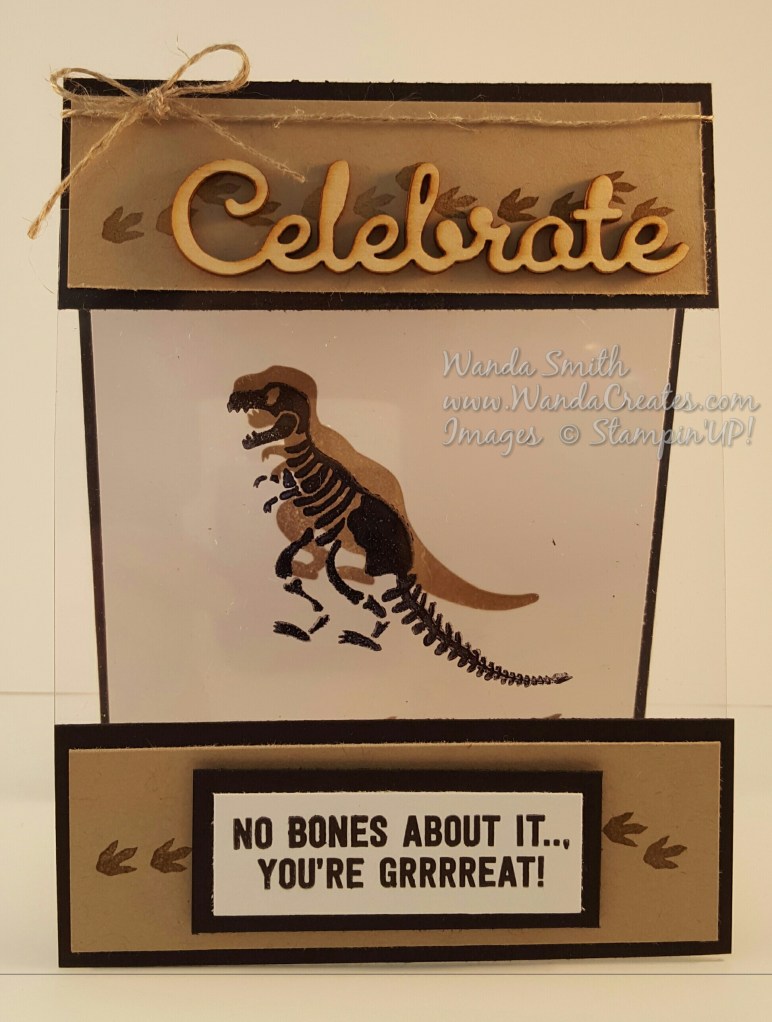 Celebrate
Wanda Smith
www.WandaCreates.com
Images © Stampin'UP!
NO BONES ABOUT IT..,
YOU'RE GRRRREAT!